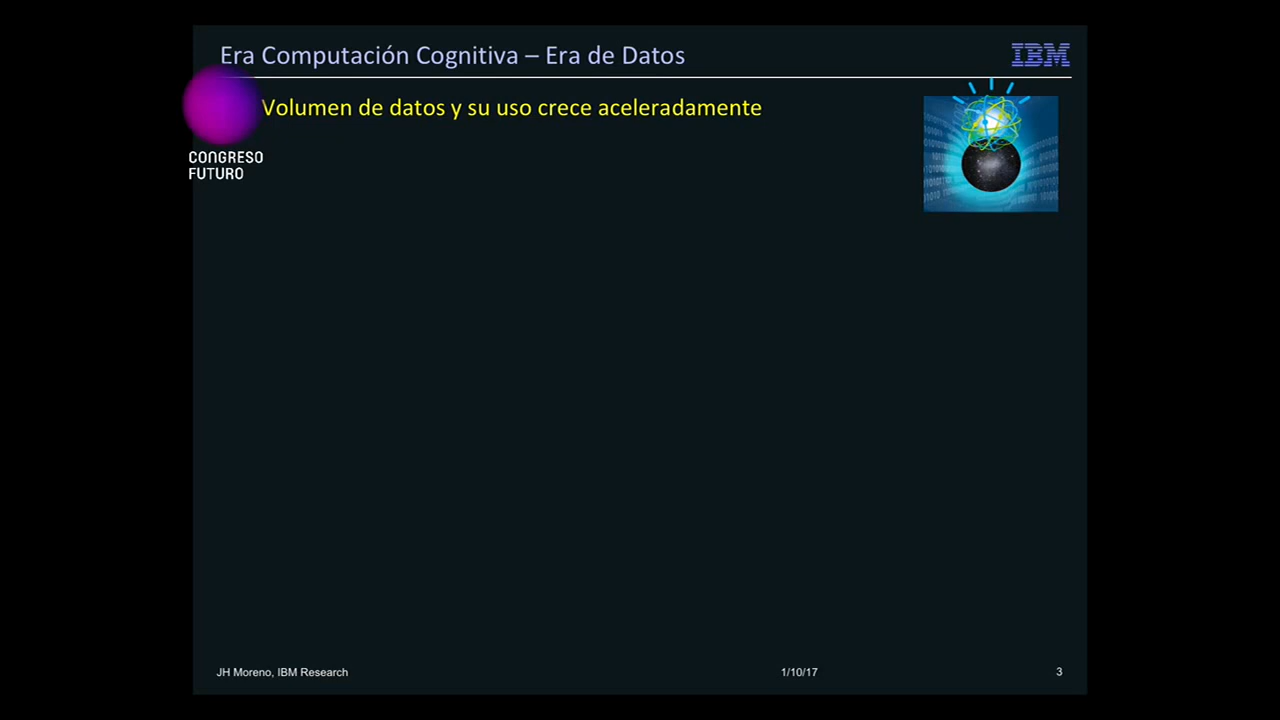 Era Computación Cognitiva – Era de Datos
IBM
Volumen de datos y su uso crece aceleradamente
CONGRESO
FUTURO
JH Moreno, IBM Research
1/10/17
3